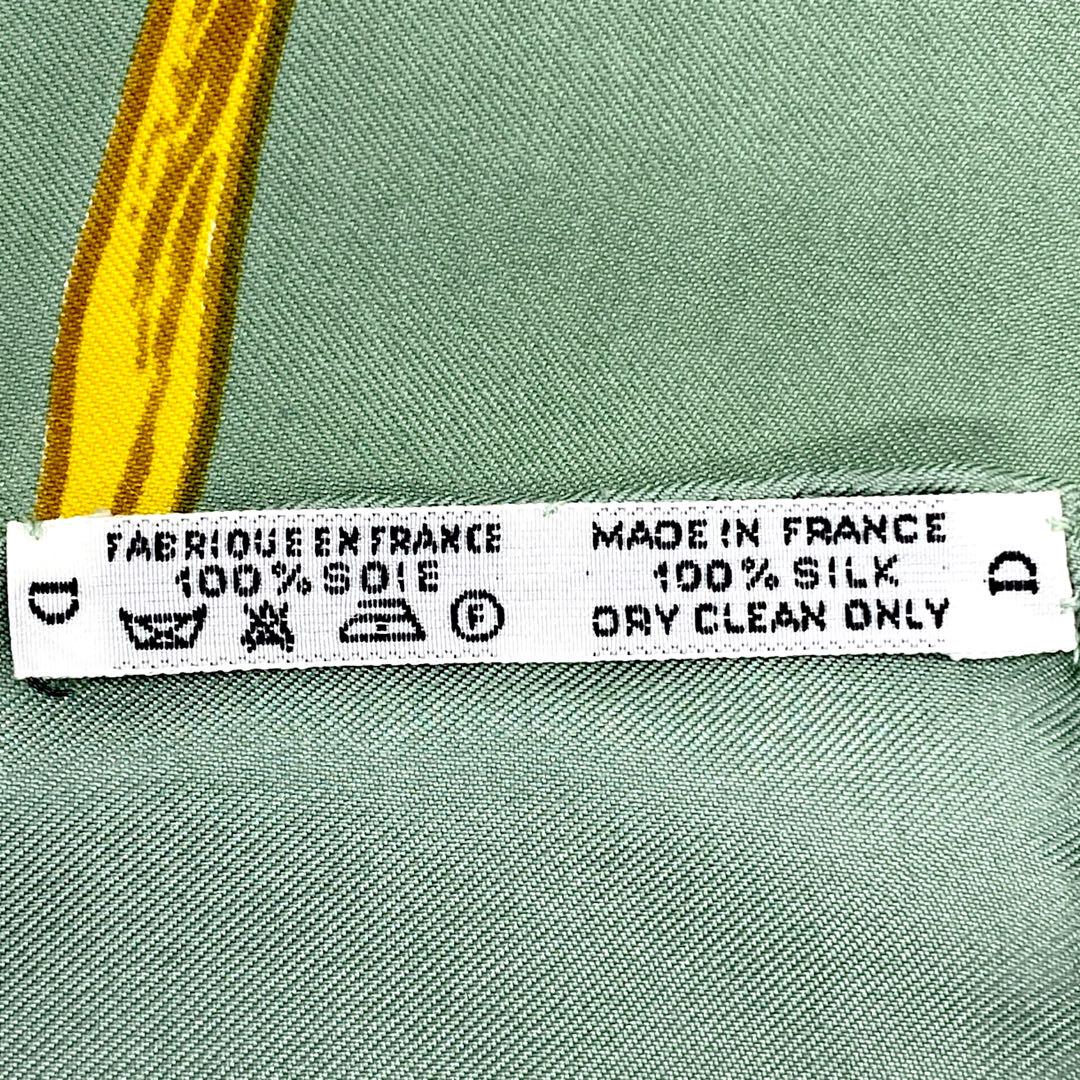 D
FABRIQUE EN FRANCE
100% SOIE
F
MADE IN FRANCE
100% SILK
DRY CLEAN ONLY
D